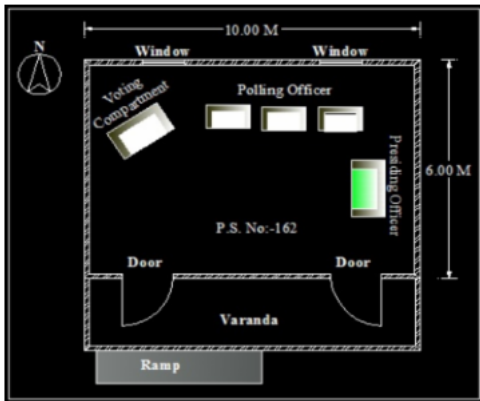 10.00 M
N
Window
Window
Voting
Compartment
Polling Officer
Presiding Officer
6.00 M
P.S. No:-162
Door
Door
Varanda
Ramp